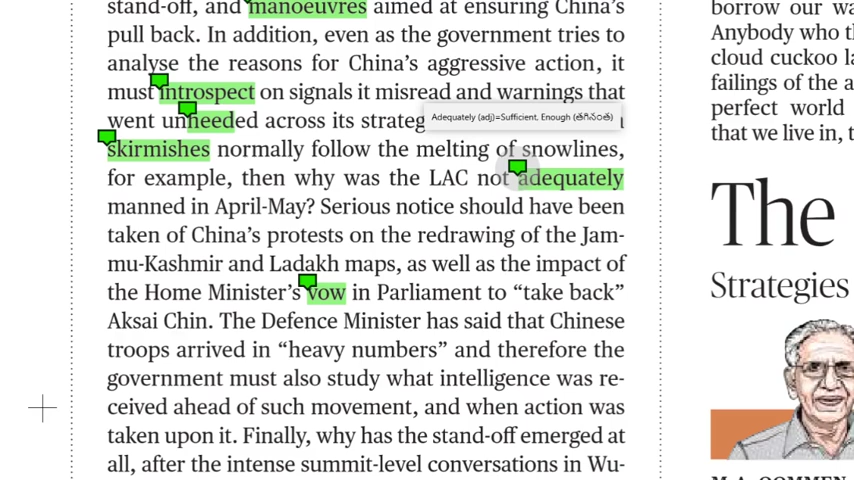 stand-off, and manoeuvres aimed at ensuring China's
pull back. In addition, even as the government tries to
analyse the reasons for China's aggressive action, it
must introspect on signals it misread and warnings that
went unheeded across its strateg
Adequately (adj)=Sufficient, Enough (తగినంత)
skirmishes normally follow the melting of snowlines,
for example, then why was the LAC not adequately
manned in April-May? Serious notice should have been
taken of China's protests on the redrawing of the Jam-
mu-Kashmir and Ladakh maps, as well as the impact of
the Home Minister's vow in Parliament to “take back”
Aksai Chin. The Defence Minister has said that Chinese
troops arrived in “heavy numbers” and therefore the
government must also study what intelligence was re-
ceived ahead of such movement, and when action was
taken upon it. Finally, why has the stand-off emerged at
all, after the intense summit-level conversations in Wu-
borrow our wa
Anybody who th
cloud cuckoo la
failings of the a
perfect world
that we live in, t
The
Strategies